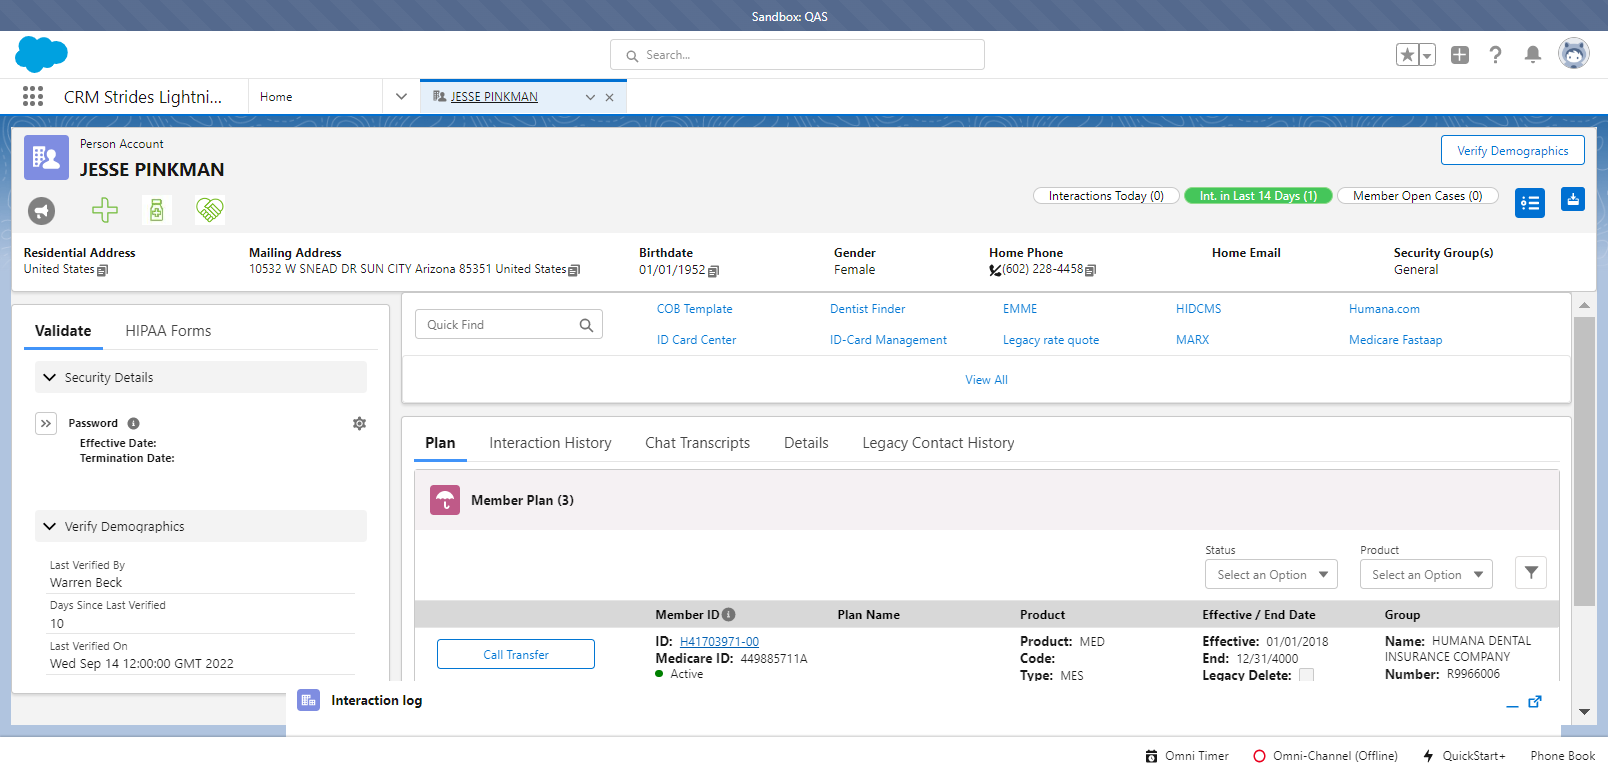 Sandbox: QAS
Search...
CRM Strides Lightni...
Home
JESSE PINKMAN
Person Account
JESSE PINKMAN
Verify Demographics
Interactions Today (0)
Int. in Last 14 Days (1)
Member Open Cases (0)
Residential Address
United States
Mailing Address
10532 W SNEAD DR SUN CITY Arizona 85351 United States
Birthdate
01/01/1952
Gender
Female
Home Phone
(602) 228-4458
Home Email
Security Group(s)
General
Validate
HIPAA Forms
Security Details
Password
Effective Date:
Termination Date:
Verify Demographics
Last Verified By
Warren Beck
Days Since Last Verified
10
Last Verified On
Wed Sep 14 12:00:00 GMT 2022
Quick Find
COB Template
Dentist Finder
EMME
HIDCMS
Humana.com
ID Card Center
ID-Card Management
Legacy rate quote
MARX
Medicare Fastaap
View All
Plan
Interaction History
Chat Transcripts
Details
Legacy Contact History
Member Plan (3)
Status
Select an Option
Product
Select an Option
Member ID
Plan Name
Product
Effective / End Date
Group
Call Transfer
ID: H41703971-00
Medicare ID: 449885711A
Active
Product: MED
Code:
Type: MES
Effective: 01/01/2018
End: 12/31/4000
Legacy Delete:
Name: HUMANA DENTAL
INSURANCE COMPANY
Number: R9966006
Interaction log
Omni Timer
Omni-Channel (Offline)
QuickStart+
Phone Book